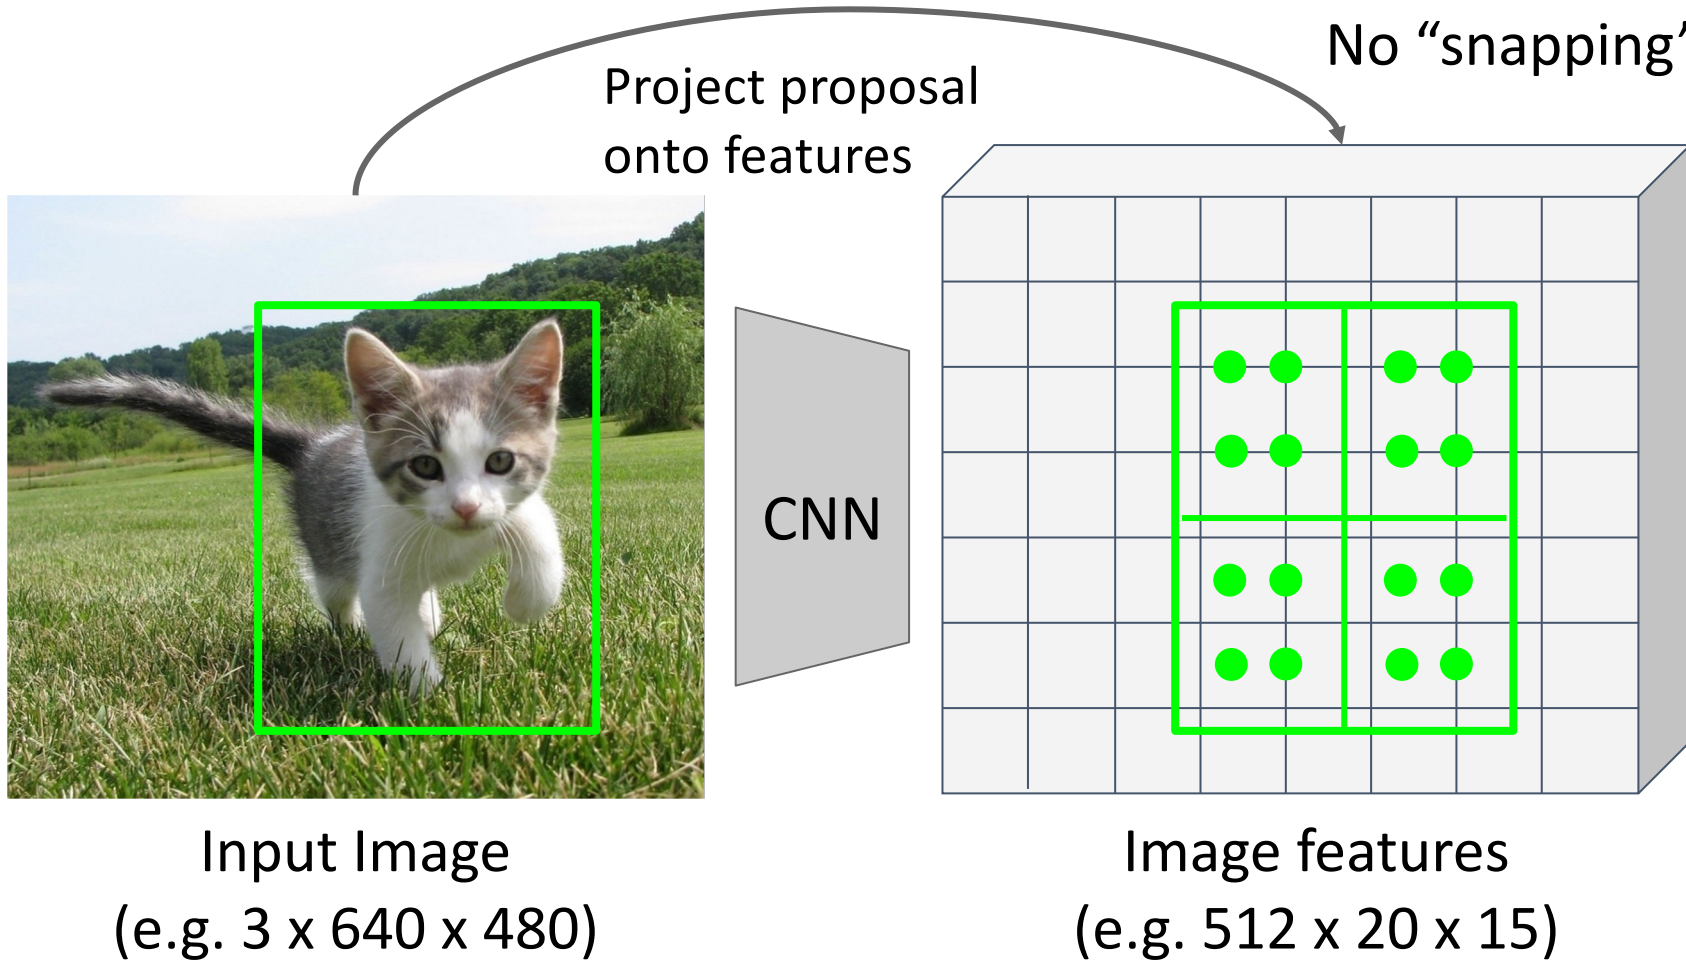 No “snapping”
Project proposal
onto features
CNN
Input Image
(e.g. 3 x 640 x 480)
Image features
(e.g. 512 x 20 x 15)